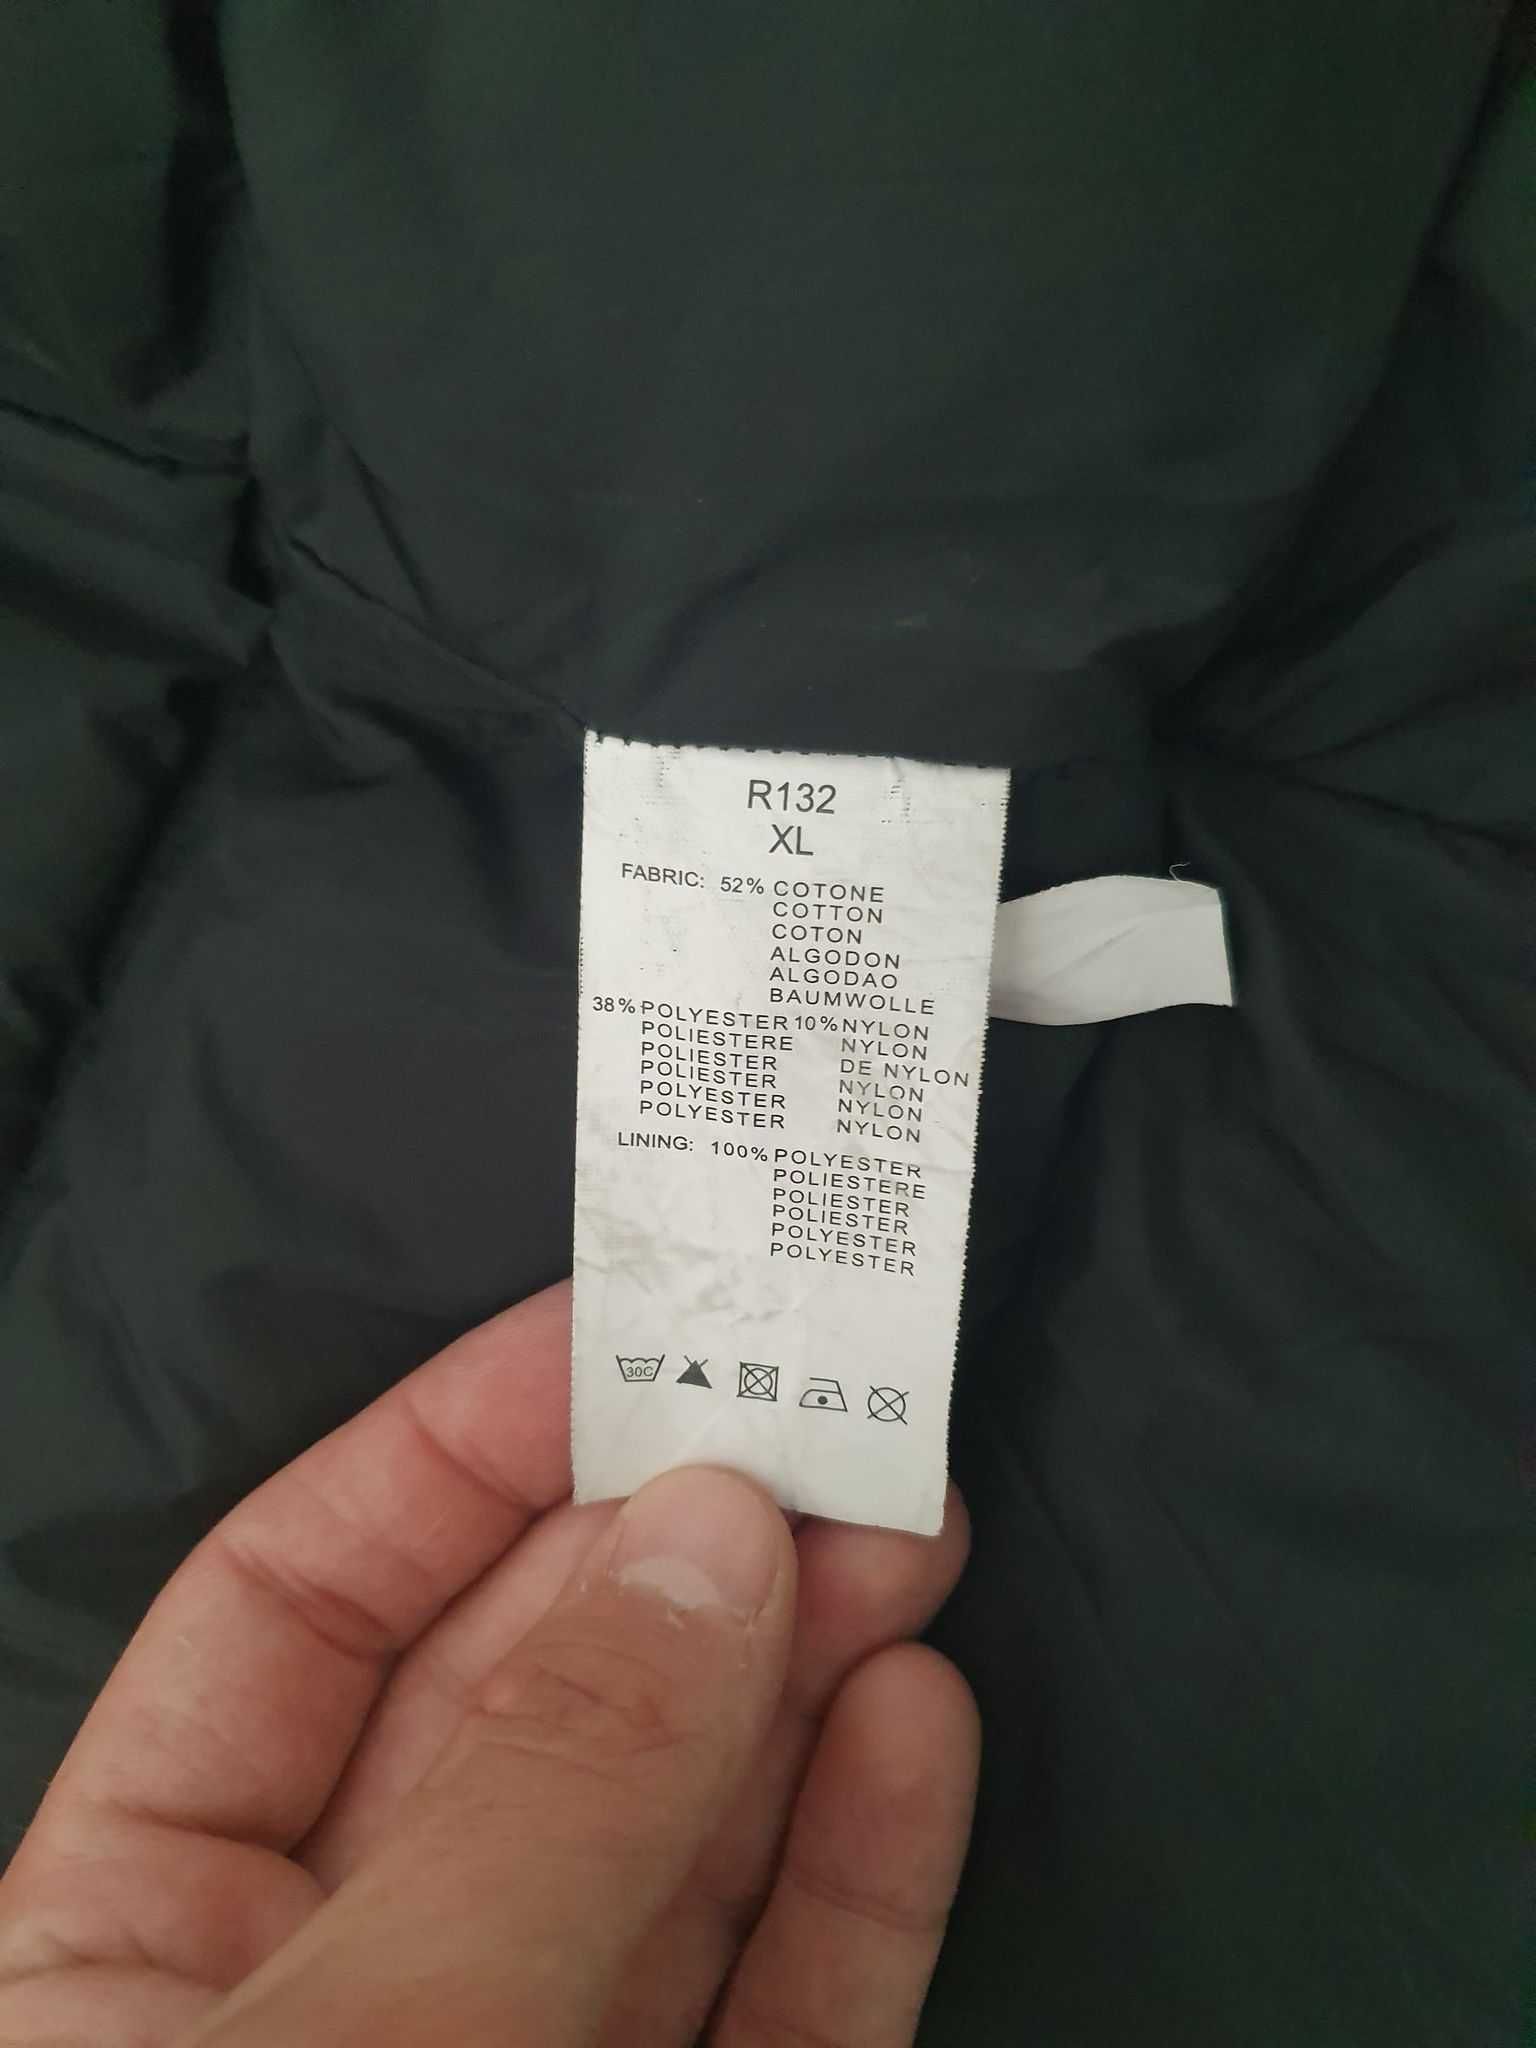 R132
XL
FABRIC: 52% COTONE
COTTON
COTON
ALGODON
ALGODAO
BAUMWOLLE
38% POLYESTER 10% NYLON
POLIESTERE NYLON
POLIESTER DE NYLON
POLIESTER NYLON
POLYESTER NYLON
POLYESTER NYLON
LINING: 100% POLYESTER
POLIESTERE
POLIESTER
POLIESTER
POLYESTER
POLYESTER
30C